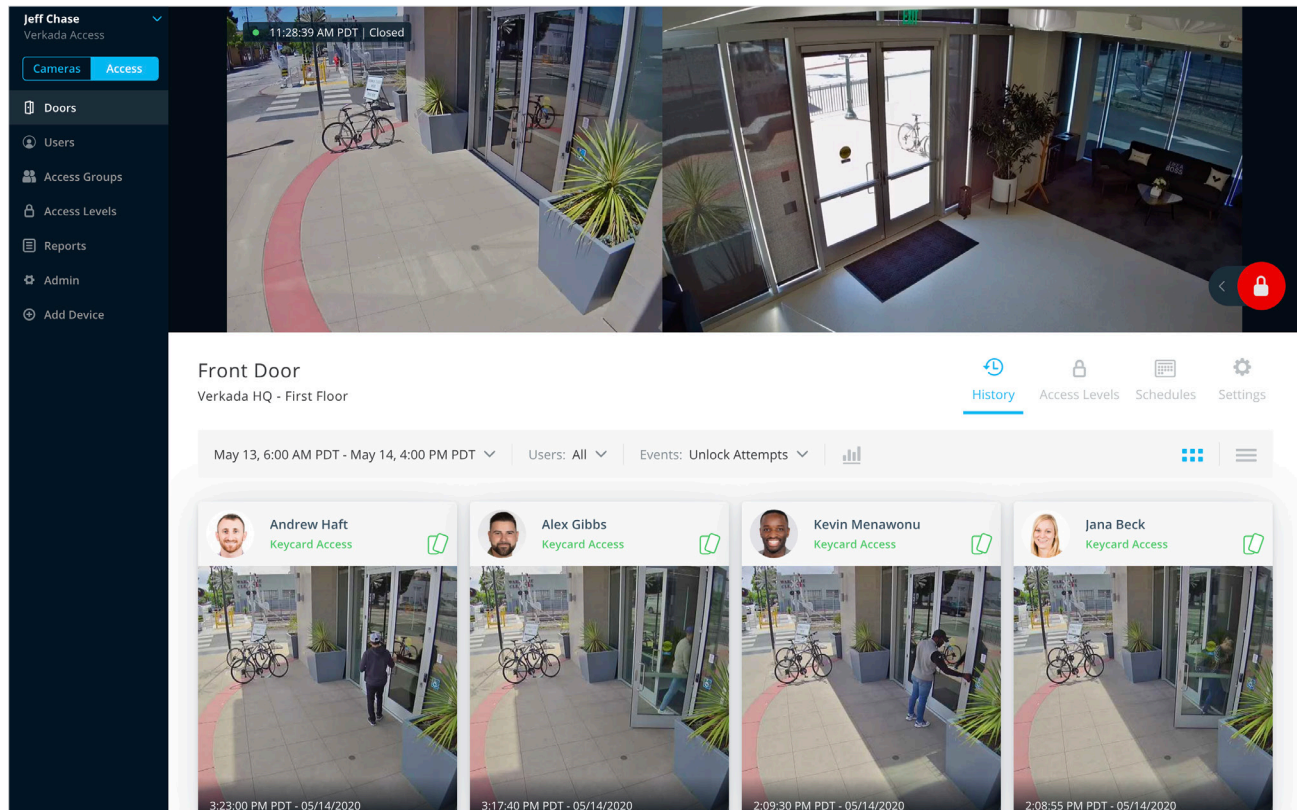 Jeff Chase
Verkada Access
Cameras Access
Doors
Users
Access Groups
Access Levels
Reports
Admin
Add Device
11:28:39 AM PDT | Closed
EXIT
LIKE A
BOSS
Front Door
Verkada HQ - First Floor
History Access Levels Schedules Settings
May 13, 6:00 AM PDT - May 14, 4:00 PM PDT Users: All Events: Unlock Attempts
Andrew Haft
Keycard Access
3:23:00 PM PDT - 05/14/2020
Alex Gibbs
Keycard Access
3:17:40 PM PDT - 05/14/2020
Kevin Menawonu
Keycard Access
2:09:30 PM PDT - 05/14/2020
Jana Beck
Keycard Access
2:08:55 PM PDT - 05/14/2020